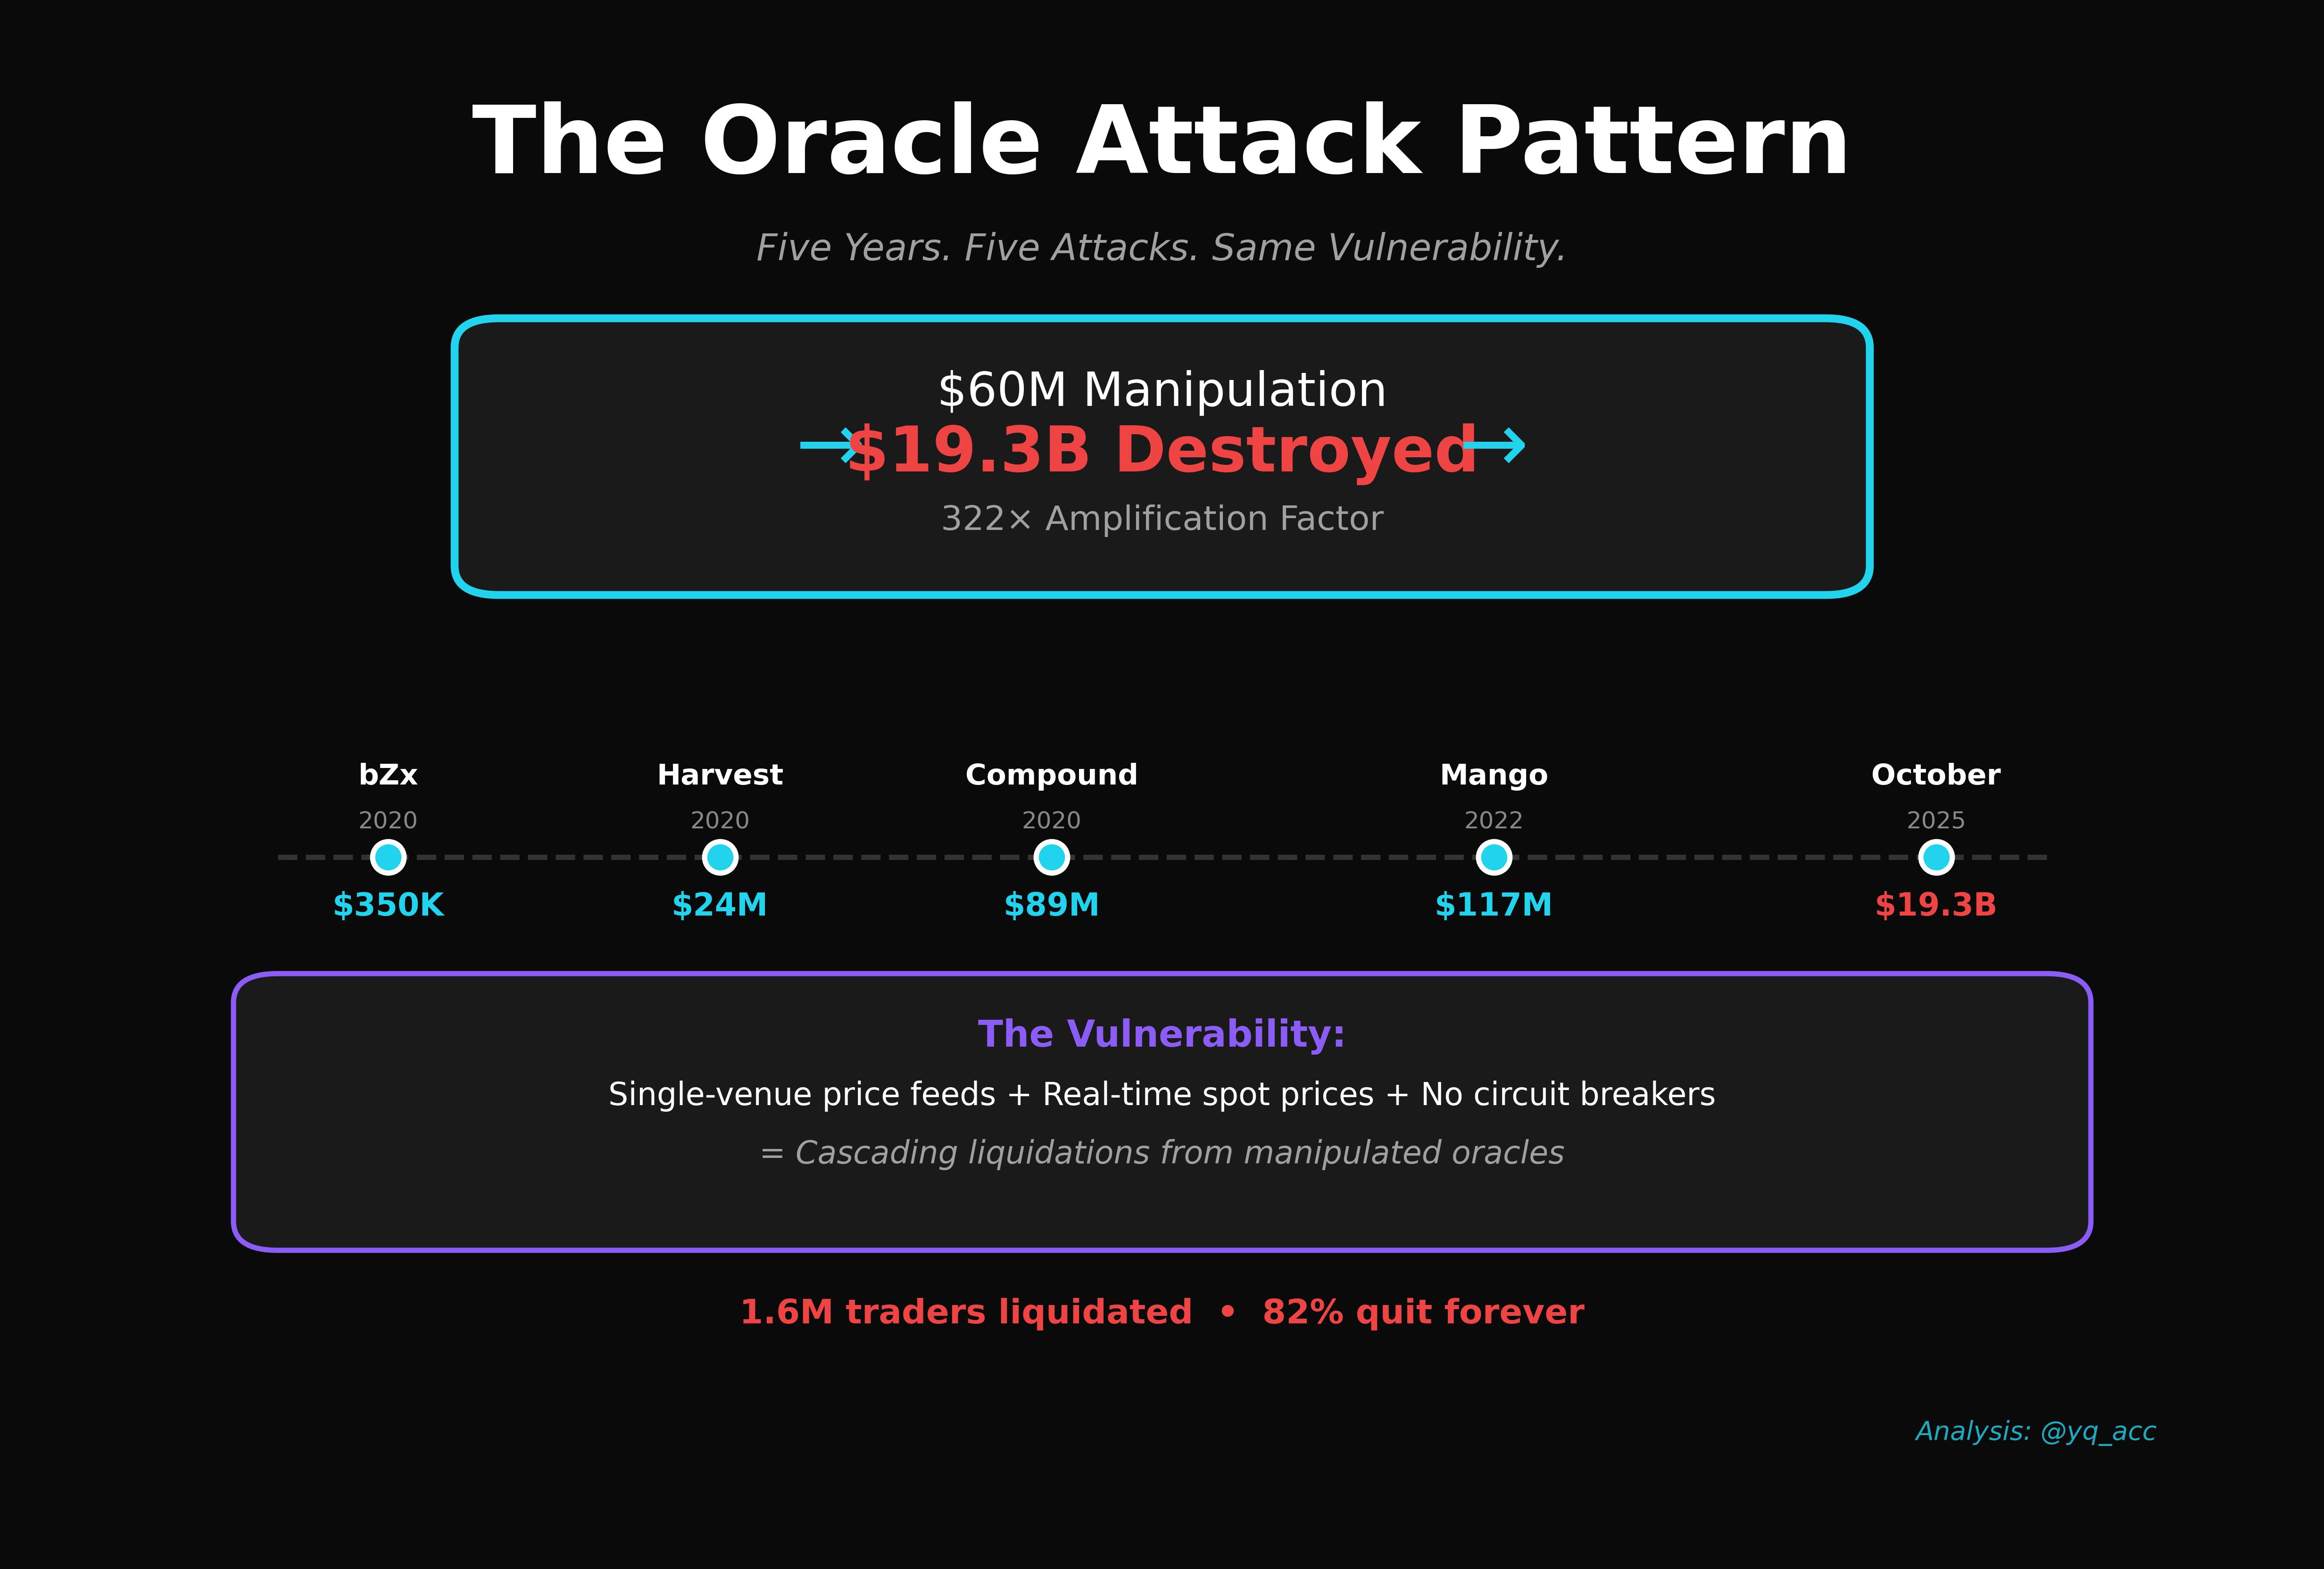 The Oracle Attack Pattern
Five Years. Five Attacks. Same Vulnerability.
$60M Manipulation
→ $19.3B Destroyed →
322× Amplification Factor
bZx Harvest Compound Mango October
2020 2020 2020 2022 2025
$350K $24M $89M $117M $19.3B
The Vulnerability:
Single-venue price feeds + Real-time spot prices + No circuit breakers
= Cascading liquidations from manipulated oracles
1.6M traders liquidated • 82% quit forever
Analysis: @yq_acc